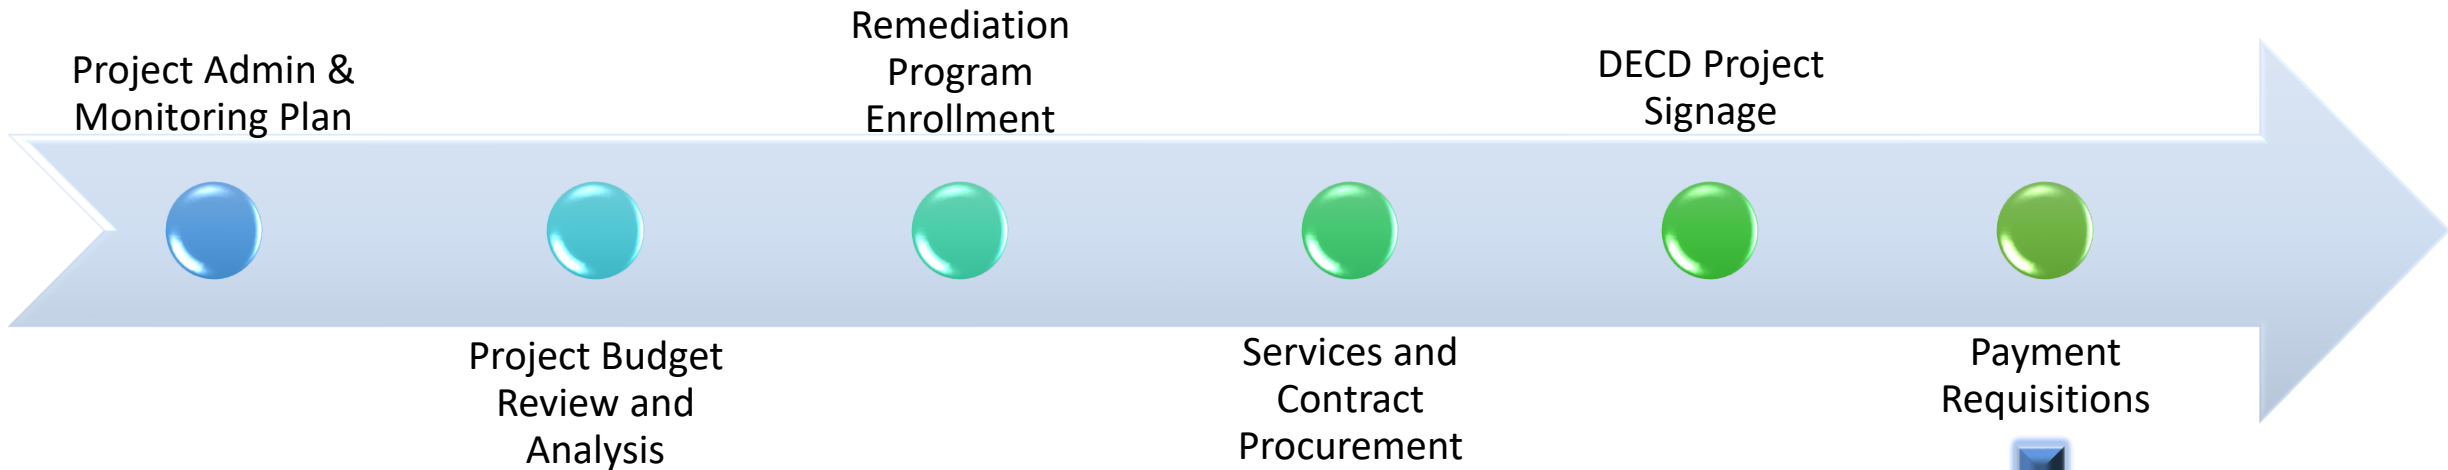 Project Admin &
Monitoring Plan
Project Budget
Review and
Analysis
Remediation
Program
Enrollment
Services and
Contract
Procurement
DECD Project
Signage
Payment
Requisitions